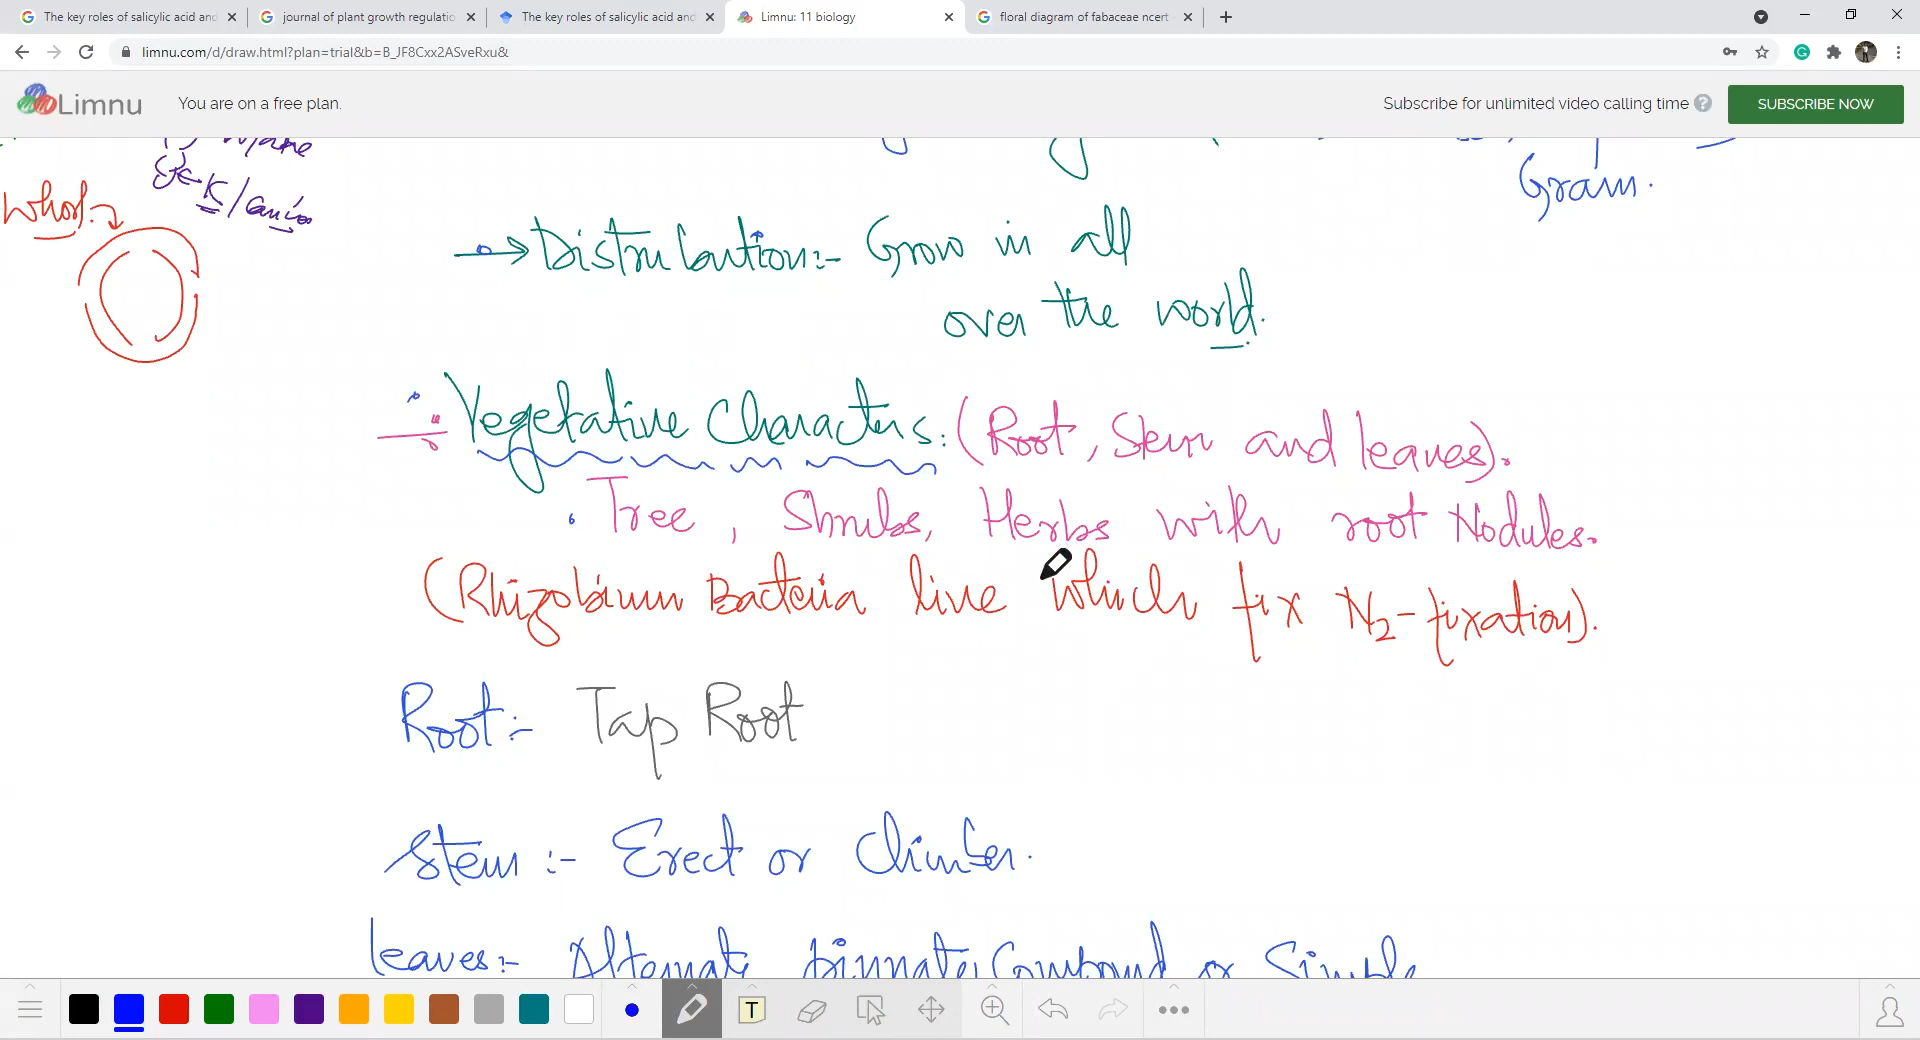 The key roles of salicylic acid and
journal of plant growth regulatio
The key roles of salicylic acid and
Limnu: 11 biology
floral diagram of fabaceae ncert
limnu.com/d/draw.html?plan=trial&b=B_JF8Cxx2ASveRxu&
Limnu
You are on a free plan.
Subscribe for unlimited video calling time ?
SUBSCRIBE NOW
Gram.
K/
Whorl
→ Distrubution:- Grow in all
over the world.
Vegetative Characters. (Root, Stem and leaves).
Tree, Shrubs, Herbs with root Nodules.
(Rhizobium Bacteria live which fix N2-fixation).
Root:- Tap Root
Stem :- Erect or Climber.
leaves:- Alternate pinnate, Compound or Simple
T